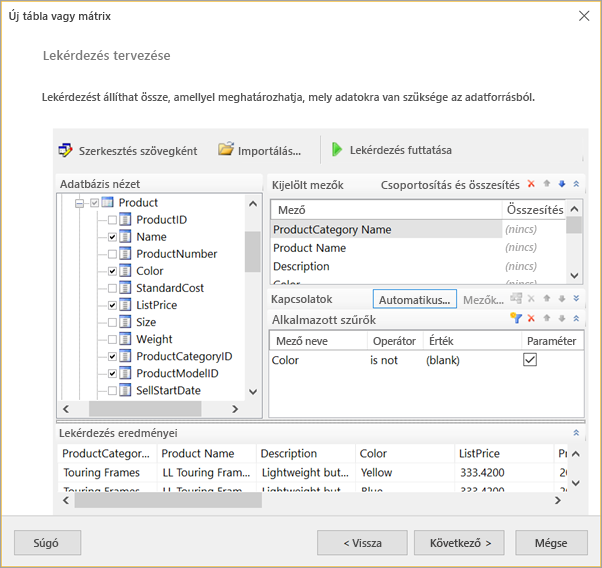 Új tábla vagy mátrix
Lekérdezés tervezése
Lekérdezést állíthat össze, amellyel meghatározhatja, mely adatokra van szüksége az adatforrásból.
Szerkesztés szövegként Importálás... Lekérdezés futtatása
Adatbázis nézet
Product
ProductID
Name
ProductNumber
Color
StandardCost
ListPrice
Size
Weight
ProductCategoryID
ProductModelID
SellStartDate
Kijelölt mezők Csoportosítás és összesítés
Mező Összesítés
ProductCategory Name (nincs)
Product Name (nincs)
Description (nincs)
Color (nincs)
Kapcsolatok Automatikus... Mezők...
Alkalmazott szűrők
Mező neve Operátor Érték Paraméter
Color is not (blank)
Lekérdezés eredményei
ProductCategor... Product Name Description Color ListPrice
Touring Frames LL Touring Fram... Lightweight but... Yellow 333.4200
Touring Frames LL Touring Fram... Lightweight but... Blue 333.4200
Súgó < Vissza Következő > Mégse